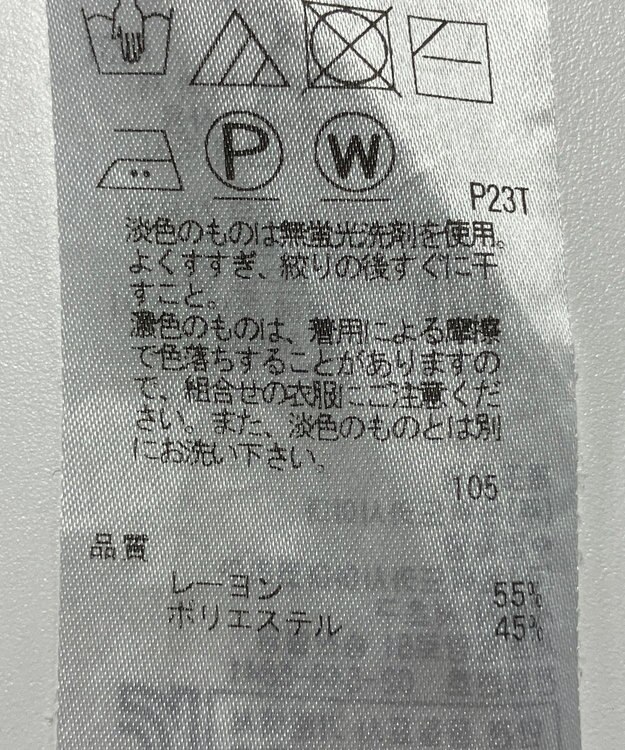 P W
P23T
淡色のものは無蛍光洗剤を使用。
よくすすぎ、絞りの後すぐに干
すこと。
濃色のものは、着用による摩擦
で色落ちすることがありますの
で、組合せの衣服にご注意くだ
さい。また、淡色のものとは別
にお洗い下さい。
105
品質
レーヨン 55%
ポリエステル 45%